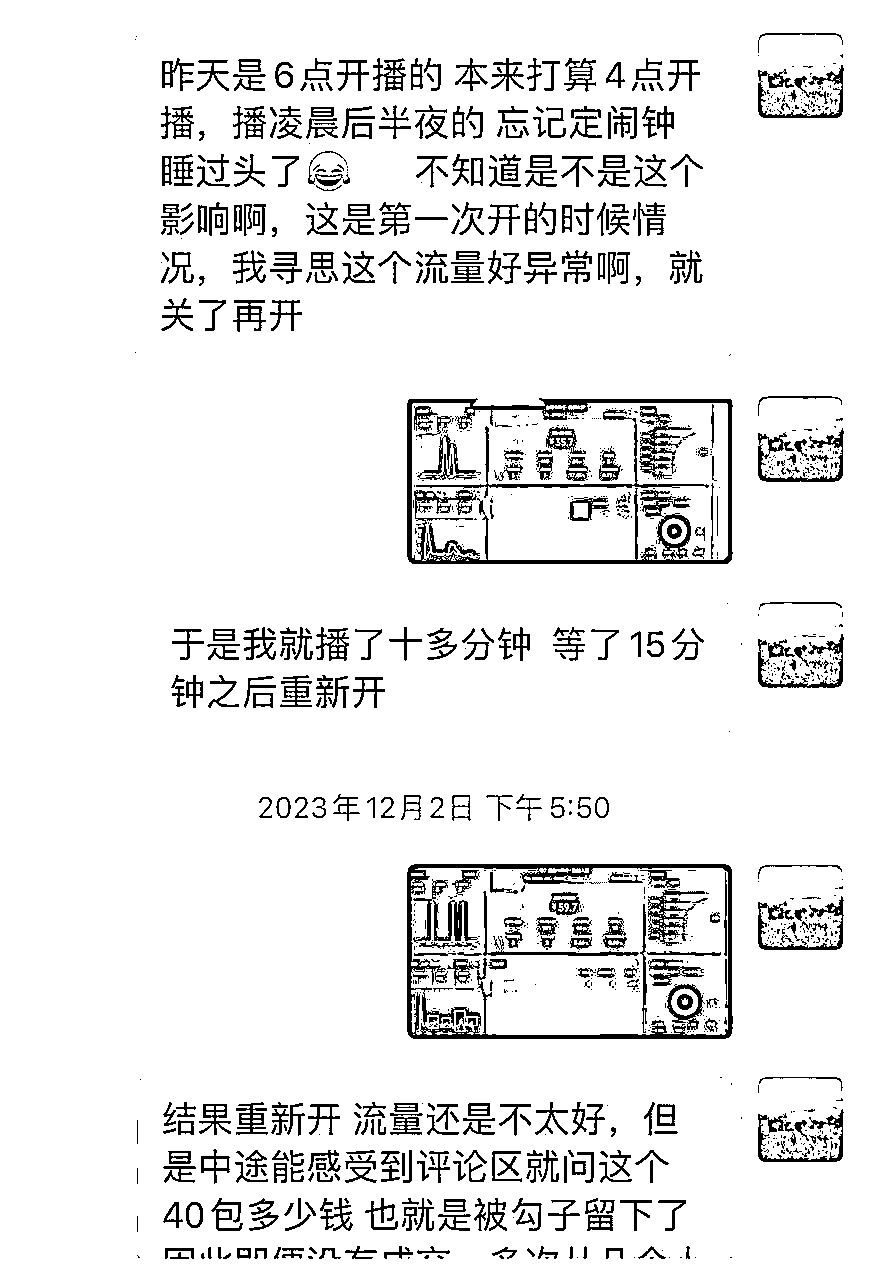 昨天是6点开播的 本来打算4点开
播，播凌晨后半夜的 忘记定闹钟
睡过头了😂 不知道是不是这个
影响啊，这是第一次开的时候情
况，我寻思这个流量好异常啊，就
关了再开
于是我就播了十多分钟 等了15分
钟之后重新开
2023年12月2日 下午5:50
结果重新开 流量还是不太好，但
是中途能感受到评论区就问这个
40包多少钱 也就是被勾子留下了